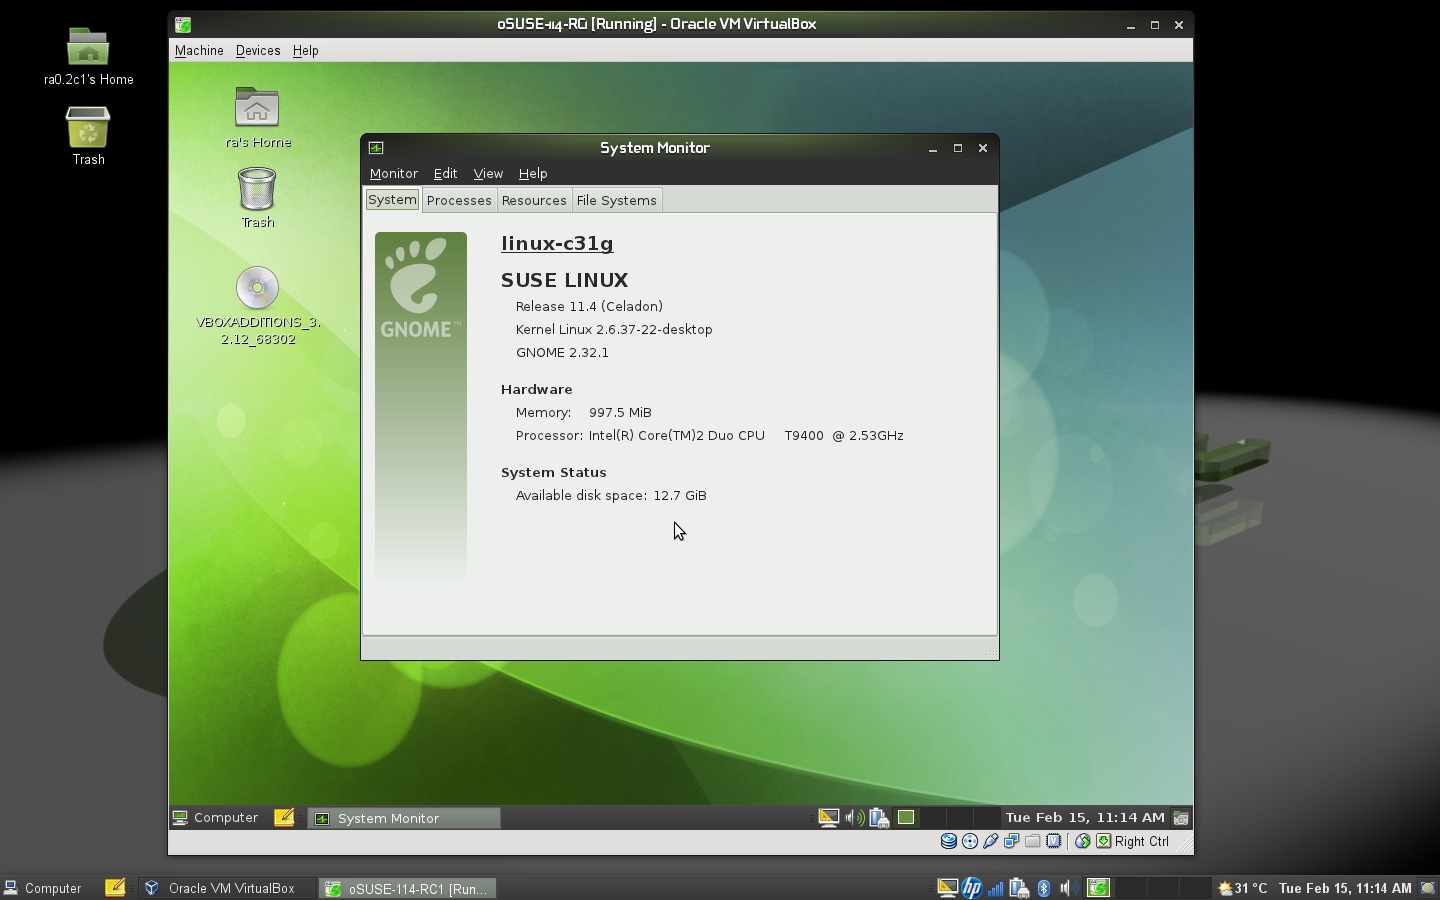 oSUSE-114-RC1 [Running] - Oracle VM VirtualBox
Machine Devices Help
ra0.2c1's Home
Trash
ra's Home
Trash
VBOXADDITIONS_3.
2.12_68302
System Monitor
Monitor Edit View Help
System Processes Resources File Systems
GNOME™
linux-c31g
SUSE LINUX
Release 11.4 (Celadon)
Kernel Linux 2.6.37-22-desktop
GNOME 2.32.1
Hardware
Memory: 997.5 MiB
Processor: Intel(R) Core(TM)2 Duo CPU T9400 @ 2.53GHz
System Status
Available disk space: 12.7 GiB
Computer System Monitor Tue Feb 15, 11:14 AM
Right Ctrl
Computer Oracle VM VirtualBox oSUSE-114-RC1 [Run... hp 31 °C Tue Feb 15, 11:14 AM